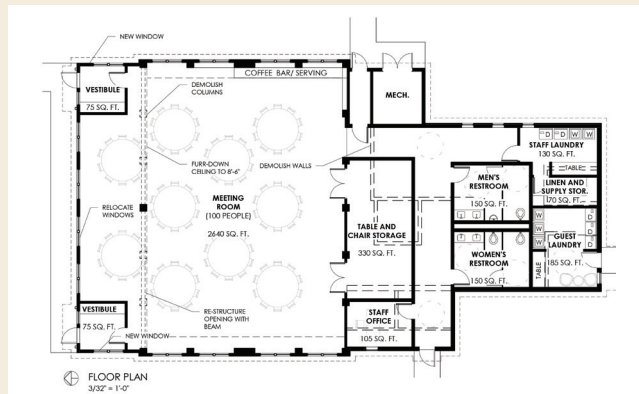 NEW WINDOW
VESTIBULE
75 SQ. FT.
COFFEE BAR/ SERVING
DEMOLISH
COLUMNS
MECH.
FURR-DOWN
CEILING TO 8'-6"
DEMOLISH WALLS
D D W W
STAFF LAUNDRY
130 SQ. FT.
TABLE
LINEN AND
SUPPLY STOR.
70 SQ. FT.
MEN'S
RESTROOM
150 SQ. FT.
RELOCATE
WINDOWS
MEETING
ROOM
(100 PEOPLE)
2640 SQ. FT.
TABLE AND
CHAIR STORAGE
330 SQ. FT.
W
W
W
GUEST
LAUNDRY
185 SQ. FT.
TABLE
WOMEN'S
RESTROOM
150 SQ. FT.
VESTIBULE
75 SQ. FT.
NEW WINDOW
RE-STRUCTURE
OPENING WITH
BEAM
STAFF
OFFICE
105 SQ. FT.
FLOOR PLAN
3/32" = 1'-0"